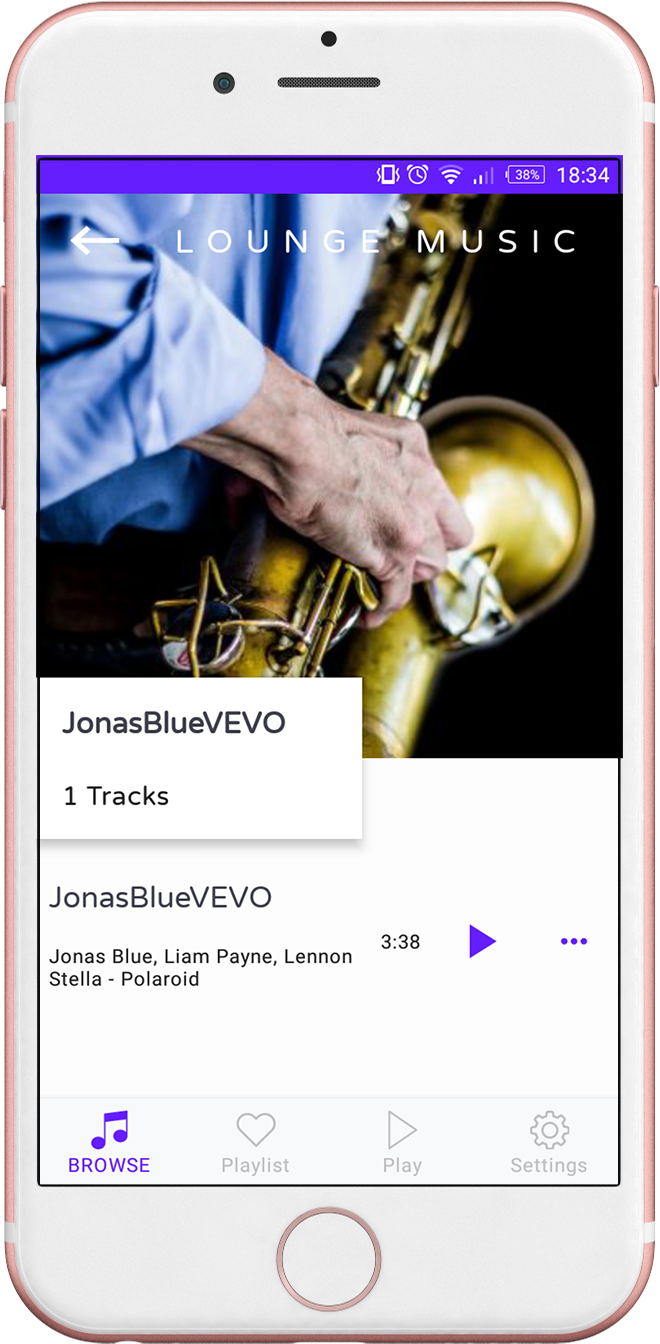 38% 18:34
LOUNGE MUSIC
JonasBlueVEVO
1 Tracks
JonasBlueVEVO
3:38
Jonas Blue, Liam Payne, Lennon
Stella - Polaroid
BROWSE Playlist Play Settings